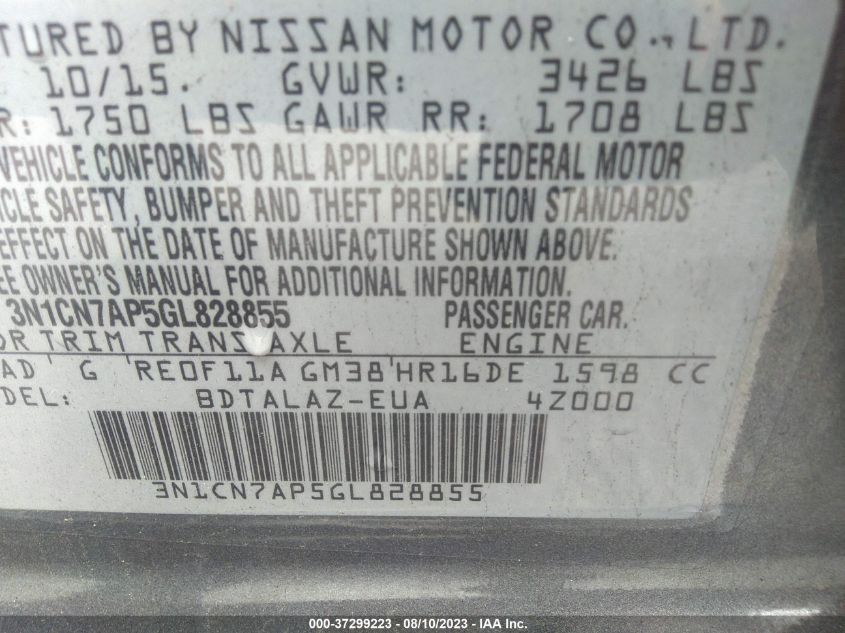 TURED BY NISSAN MOTOR CO., LTD.
10/15. GVWR: 3426 LBS
R: 1750 LBS GAWR RR: 1708 LBS
VEHICLE CONFORMS TO ALL APPLICABLE FEDERAL MOTOR
ICLE SAFETY, BUMPER AND THEFT PREVENTION STANDARDS
EFFECT ON THE DATE OF MANUFACTURE SHOWN ABOVE.
EE OWNER'S MANUAL FOR ADDITIONAL INFORMATION.
3N1CN7AP5GL828855 PASSENGER CAR.
OR TRIM TRANS AXLE ENGINE
AD G RE0F11A GM38 HR16DE 1598 CC
DEL: BDTALAZ-EUA 4Z000
3N1CN7AP5GL828855
000-37299223 - 08/10/2023 - IAA Inc.